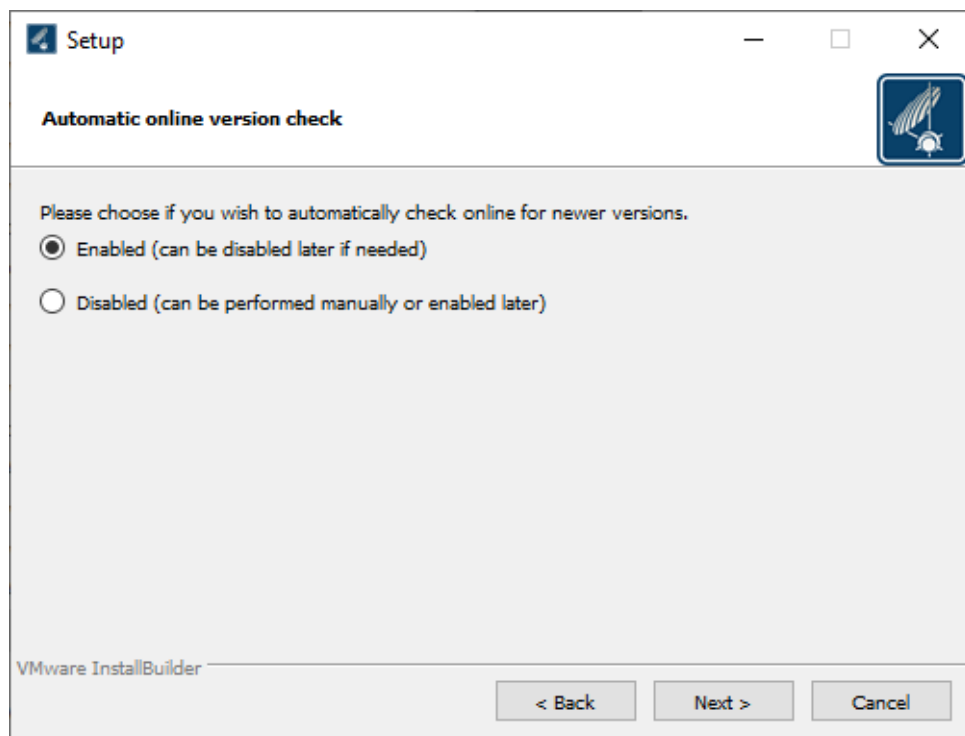 Setup
Automatic online version check
Please choose if you wish to automatically check online for newer versions.
Enabled (can be disabled later if needed)
Disabled (can be performed manually or enabled later)
VMware InstallBuilder
< Back
Next >
Cancel